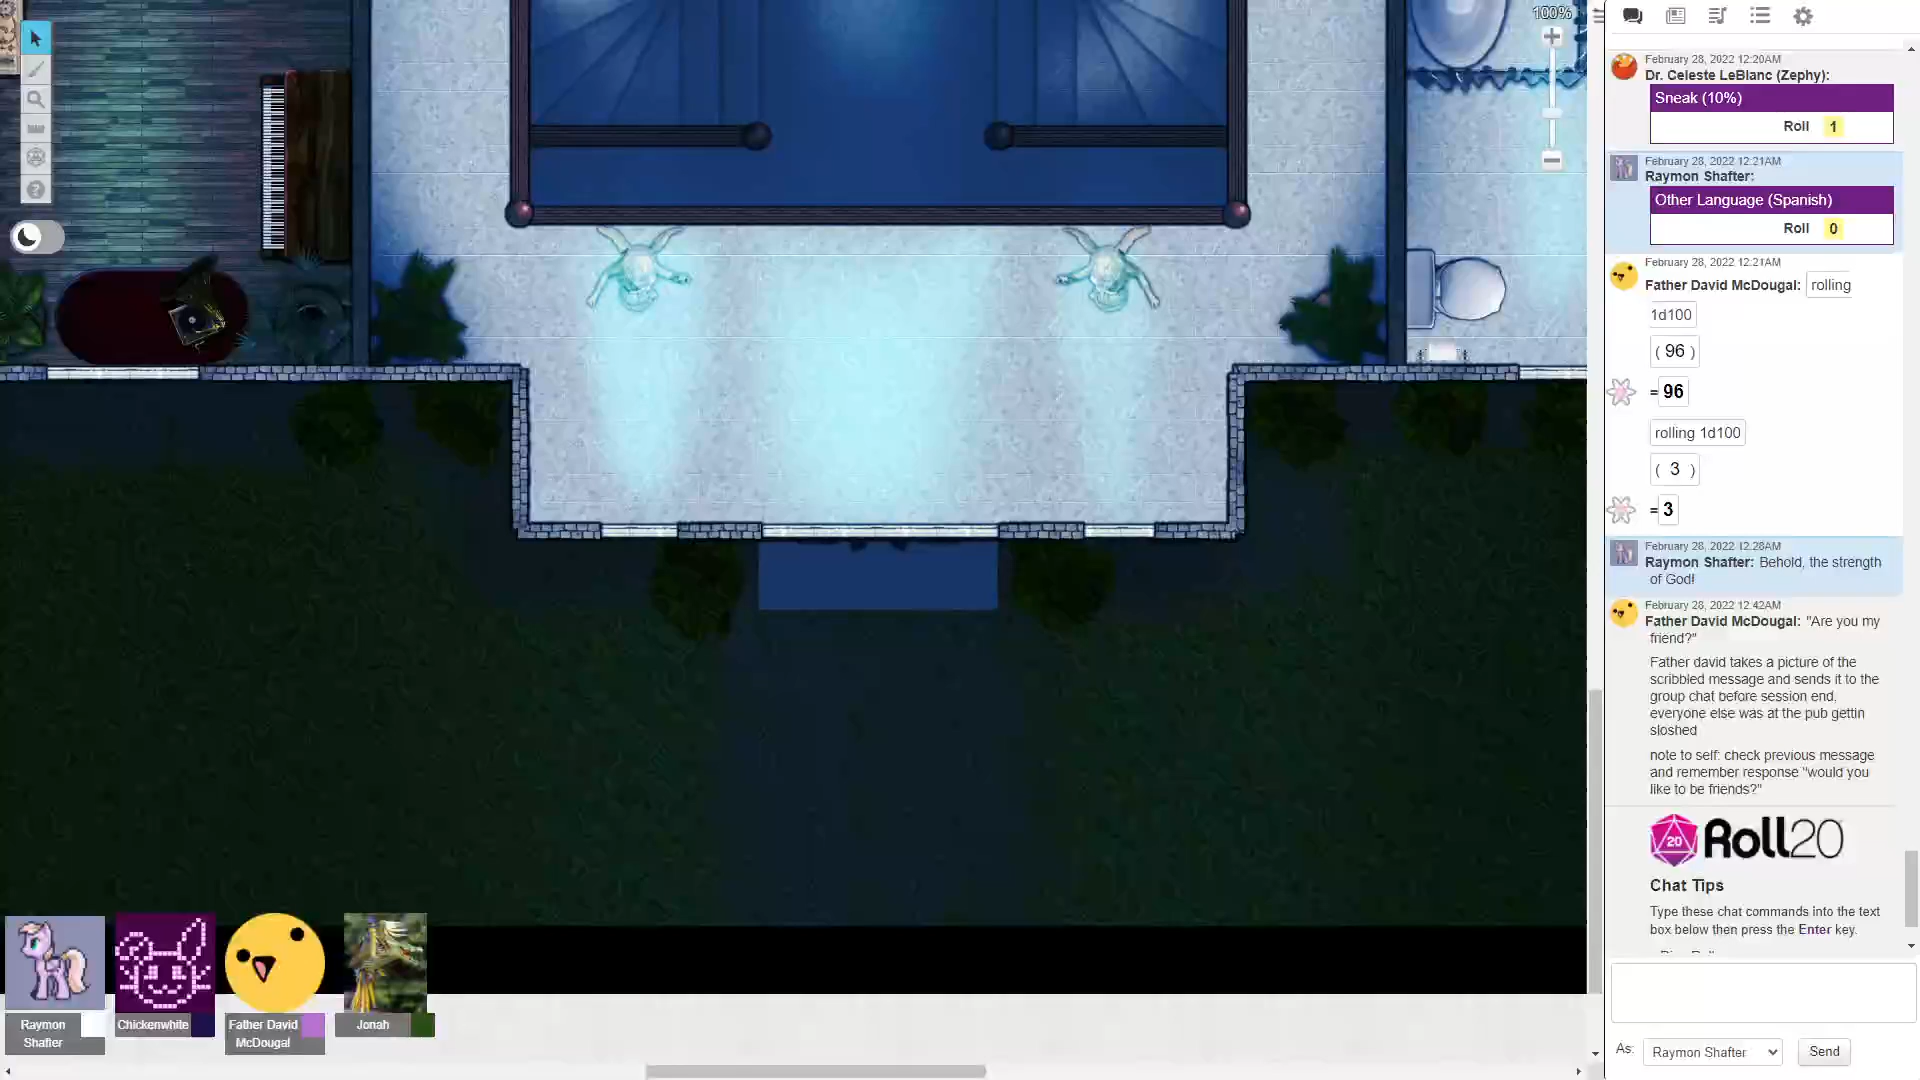 100%
February 28, 2022 12:20AM
Dr. Celeste LeBlanc (Zephy):
Sneak (10%)
Roll 1
February 28, 2022 12:21AM
Raymon Shafter:
Other Language (Spanish)
Roll 0
February 28, 2022 12:21AM
Father David McDougal: rolling
1d100
( 96 )
=96
rolling 1d100
( 3 )
=3
February 28, 2022 12:28AM
Raymon Shafter: Behold, the strength
of God!
February 28, 2022 12:42AM
Father David McDougal: "Are you my
friend?"
Father david takes a picture of the
scribbled message and sends it to the
group chat before session end,
everyone else was at the pub gettin
sloshed
note to self: check previous message
and remember response "would you
like to be friends?"
20 Roll20
Chat Tips
Type these chat commands into the text
box below then press the Enter key.
Raymon
Shafter
Chickenwhite
Father David
McDougal
Jonah
As: Raymon Shafter Send